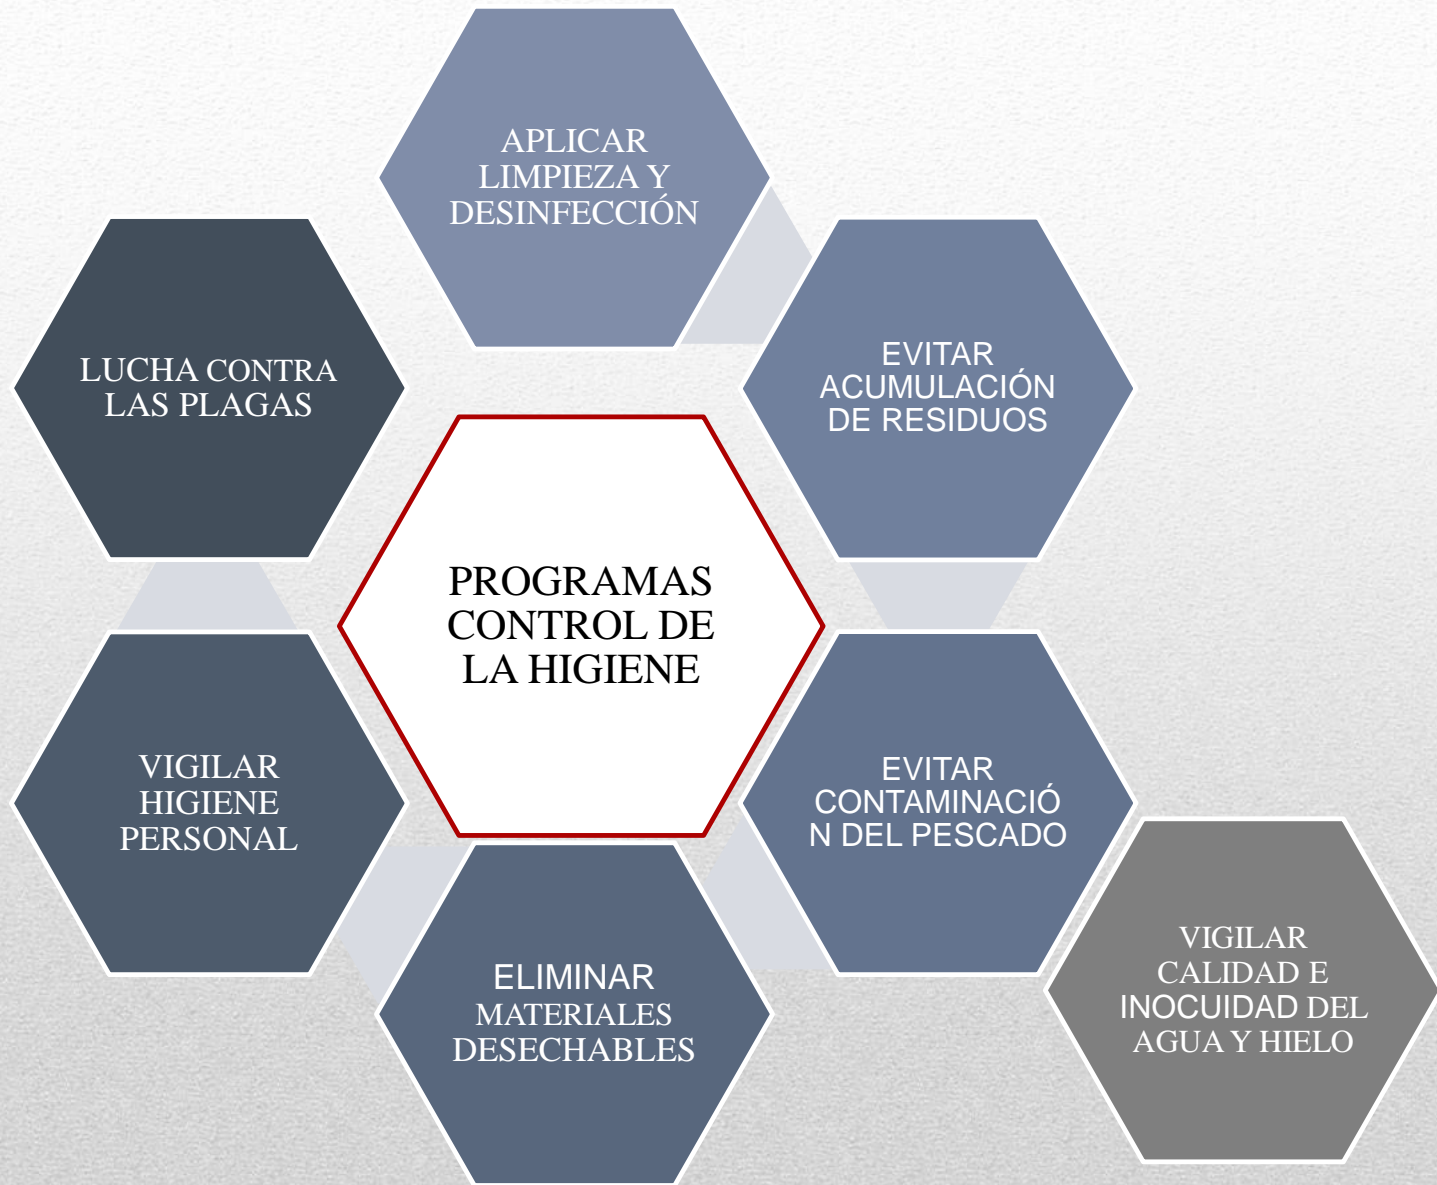 APLICAR
LIMPIEZA Y
DESINFECCIÓN
LUCHA CONTRA
LAS PLAGAS
EVITAR
ACUMULACIÓN
DE RESIDUOS
PROGRAMAS
CONTROL DE
LA HIGIENE
VIGILAR
HIGIENE
PERSONAL
EVITAR
CONTAMINACIÓ
N DEL PESCADO
ELIMINAR
MATERIALES
DESECHABLES
VIGILAR
CALIDAD E
INOCUIDAD DEL
AGUA Y HIELO